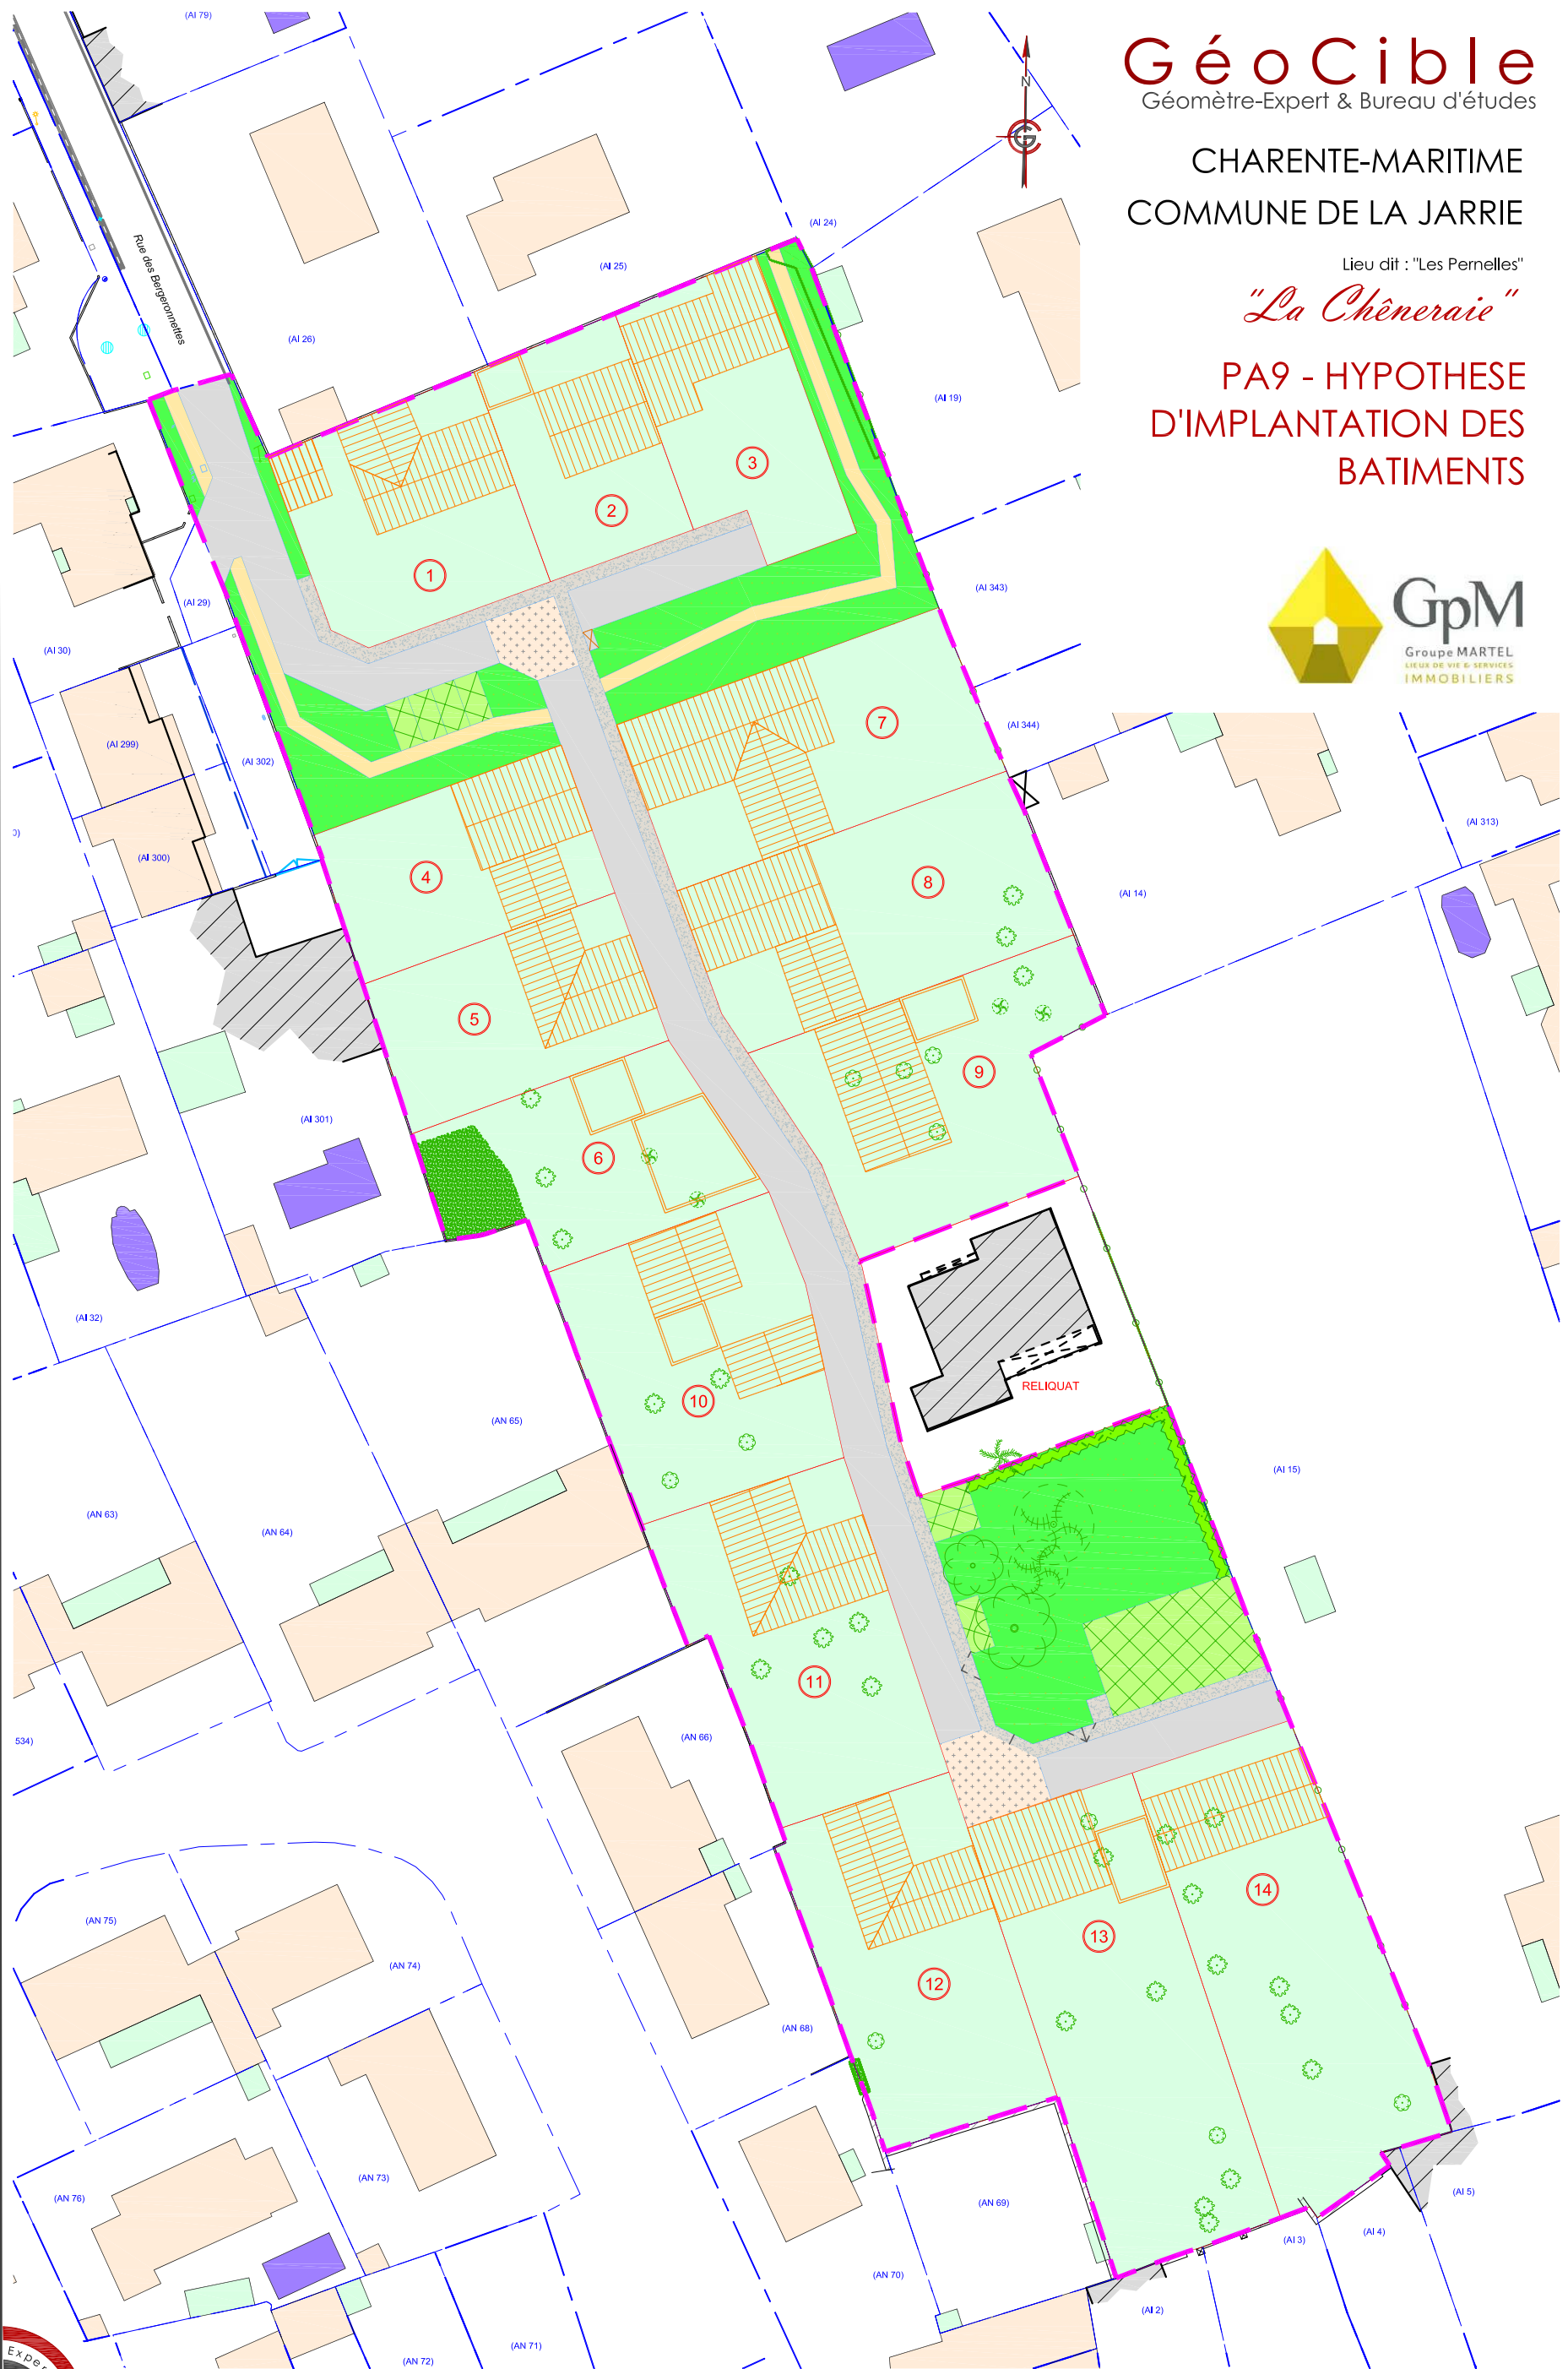 GéoCible
Géomètre-Expert & Bureau d'études
CHARENTE-MARITIME
COMMUNE DE LA JARRIE
Lieu dit : "Les Pernelles"
"La Chêneraie"
PA9 - HYPOTHESE
D'IMPLANTATION DES
BATIMENTS
GpM
Groupe MARTEL
LIEUX DE VIE & SERVICES
IMMOBILIERS
N
G
(AI 79)
Rue des Bergeronnettes
(AI 24)
(AI 25)
(AI 26)
(AI 19)
3
2
1
(AI 343)
(AI 29)
(AI 30)
7
(AI 344)
(AI 299)
(AI 302)
(AI 313)
(AI 300)
4
8
(AI 14)
5
9
(AI 301)
6
(AI 32)
RELIQUAT
10
(AN 65)
(AI 15)
(AN 63)
(AN 64)
11
534)
(AN 66)
14
(AN 75)
13
(AN 74)
12
(AN 68)
(AN 73)
(AN 76)
(AN 69)
(AI 5)
(AI 4)
(AI 3)
(AN 70)
(AI 2)
(AN 71)
(AN 72)